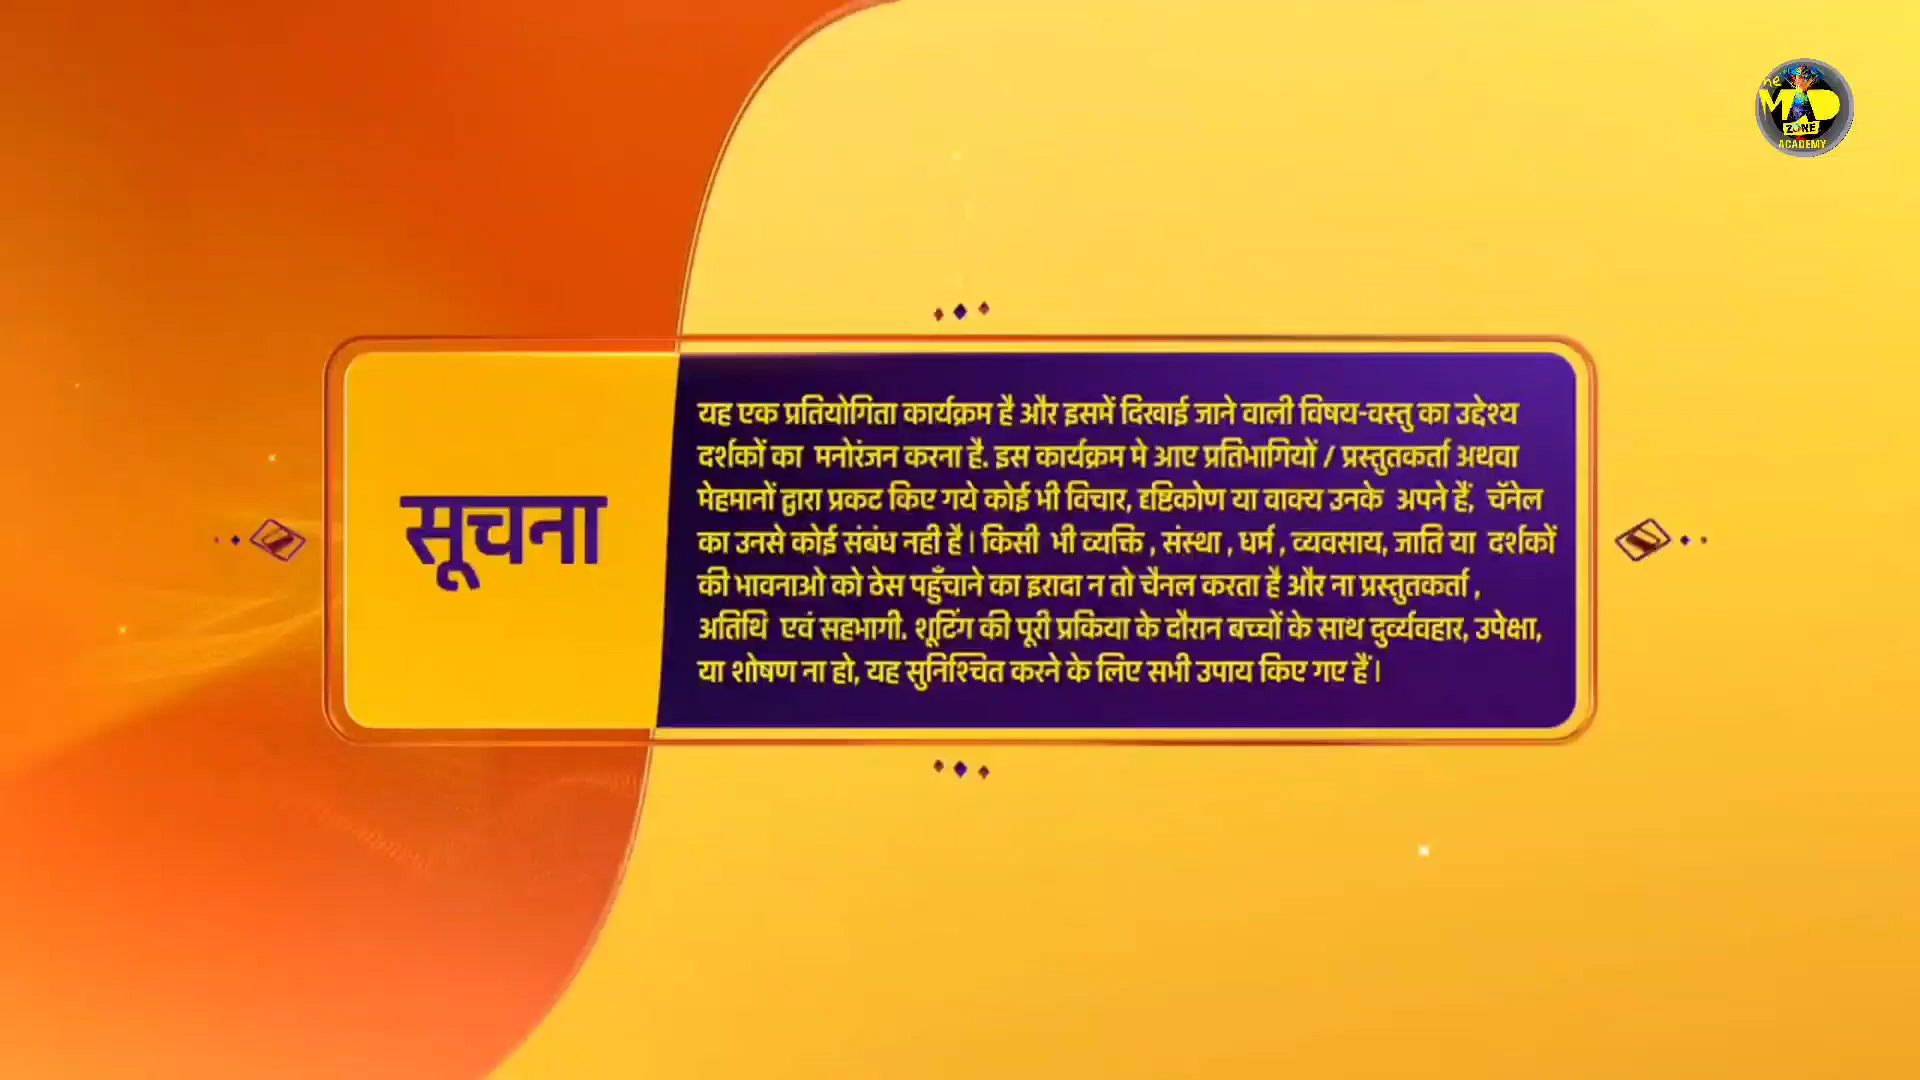 The
MAD
ZONE
ACADEMY
सूचना
यह एक प्रतियोगिता कार्यक्रम है और इसमें दिखाई जाने वाली विषय-वस्तु का उद्देश्य
दर्शकों का मनोरंजन करना है. इस कार्यक्रम मे आए प्रतिभागियों / प्रस्तुतकर्ता अथवा
मेहमानों द्वारा प्रकट किए गये कोई भी विचार, दृष्टिकोण या वाक्य उनके अपने हैं, चॅनेल
का उनसे कोई संबंध नही है । किसी भी व्यक्ति , संस्था , धर्म , व्यवसाय, जाति या दर्शकों
की भावनाओ को ठेस पहुँचाने का इरादा न तो चैनल करता है और ना प्रस्तुतकर्ता ,
अतिथि एवं सहभागी. शूटिंग की पूरी प्रकिया के दौरान बच्चों के साथ दुर्व्यवहार, उपेक्षा,
या शोषण ना हो, यह सुनिश्चित करने के लिए सभी उपाय किए गए हैं ।